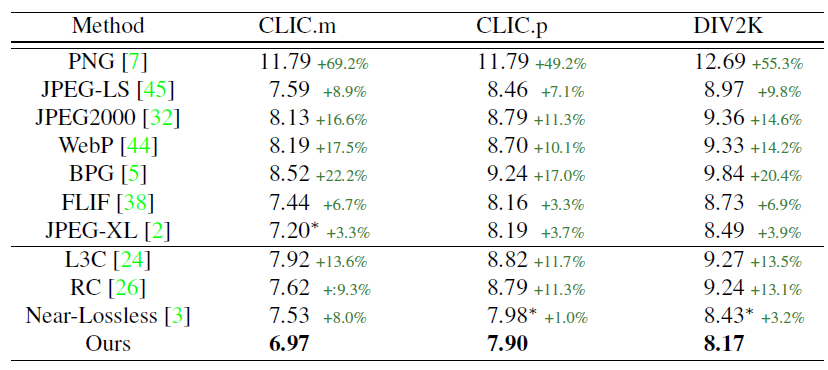 Method CLIC.m CLIC.p DIV2K
PNG [7] 11.79 +69.2% 11.79 +49.2% 12.69 +55.3%
JPEG-LS [45] 7.59 +8.9% 8.46 +7.1% 8.97 +9.8%
JPEG2000 [32] 8.13 +16.6% 8.79 +11.3% 9.36 +14.6%
WebP [44] 8.19 +17.5% 8.70 +10.1% 9.33 +14.2%
BPG [5] 8.52 +22.2% 9.24 +17.0% 9.84 +20.4%
FLIF [38] 7.44 +6.7% 8.16 +3.3% 8.73 +6.9%
JPEG-XL [2] 7.20* +3.3% 8.19 +3.7% 8.49 +3.9%
L3C [24] 7.92 +13.6% 8.82 +11.7% 9.27 +13.5%
RC [26] 7.62 +:9.3% 8.79 +11.3% 9.24 +13.1%
Near-Lossless [3] 7.53 +8.0% 7.98* +1.0% 8.43* +3.2%
Ours 6.97 7.90 8.17